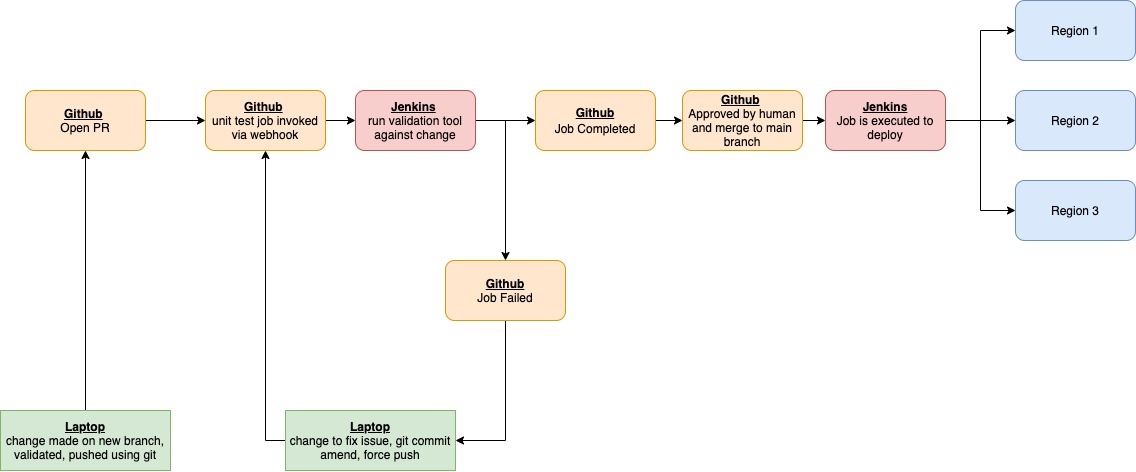 Region 1
Github
Open PR
Github
unit test job invoked
via webhook
Jenkins
run validation tool
against change
Github
Job Completed
Github
Approved by human
and merge to main
branch
Jenkins
Job is executed to
deploy
Region 2
Region 3
Github
Job Failed
Laptop
change made on new branch,
validated, pushed using git
Laptop
change to fix issue, git commit
amend, force push